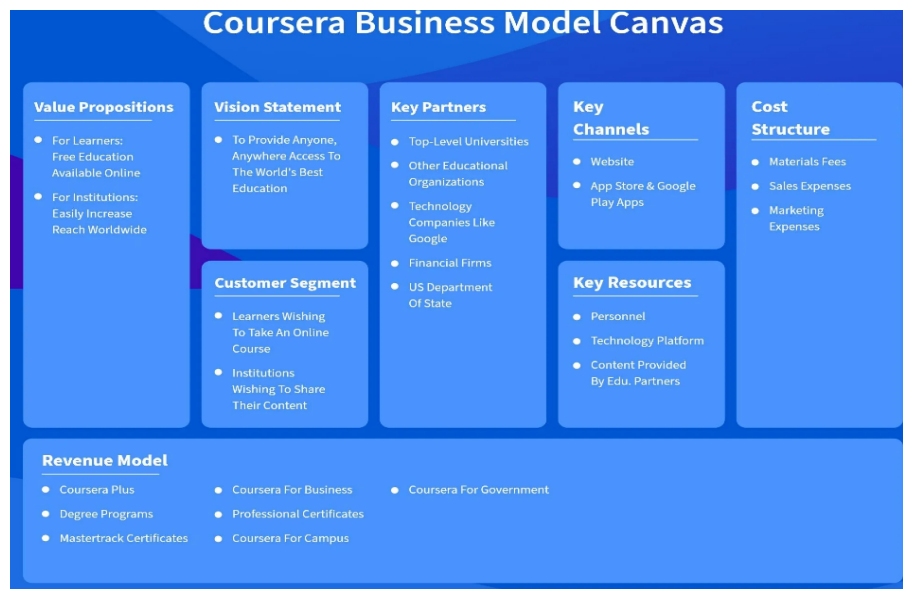 Coursera Business Model Canvas
Value Propositions
For Learners:
Free Education
Available Online
For Institutions:
Easily Increase
Reach Worldwide
Vision Statement
To Provide Anyone,
Anywhere Access To
The World's Best
Education
Customer Segment
Learners Wishing
To Take An Online
Course
Institutions
Wishing To Share
Their Content
Key Partners
Top-Level Universities
Other Educational
Organizations
Technology
Companies Like
Google
Financial Firms
US Department
Of State
Key
Channels
Website
App Store & Google
Play Apps
Key Resources
Personnel
Technology Platform
Content Provided
By Edu. Partners
Cost
Structure
Materials Fees
Sales Expenses
Marketing
Expenses
Revenue Model
Coursera Plus
Degree Programs
Mastertrack Certificates
Coursera For Business
Professional Certificates
Coursera For Campus
Coursera For Government